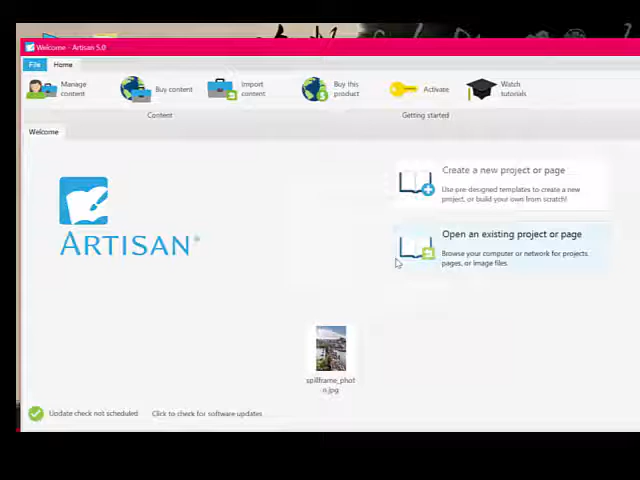 Welcome - Artisan 5.0
File Home
Manage content
Buy content
Import content
Buy this product
Activate
Watch tutorials
Content
Getting started
Welcome
Create a new project or page
Use pre-designed templates to create a new
project, or build your own from scratch!
ARTISAN®
Open an existing project or page
Browse your computer or network for projects
pages, or image files.
spillframe_phot
o.jpg
Update check not scheduled Click to check for software updates